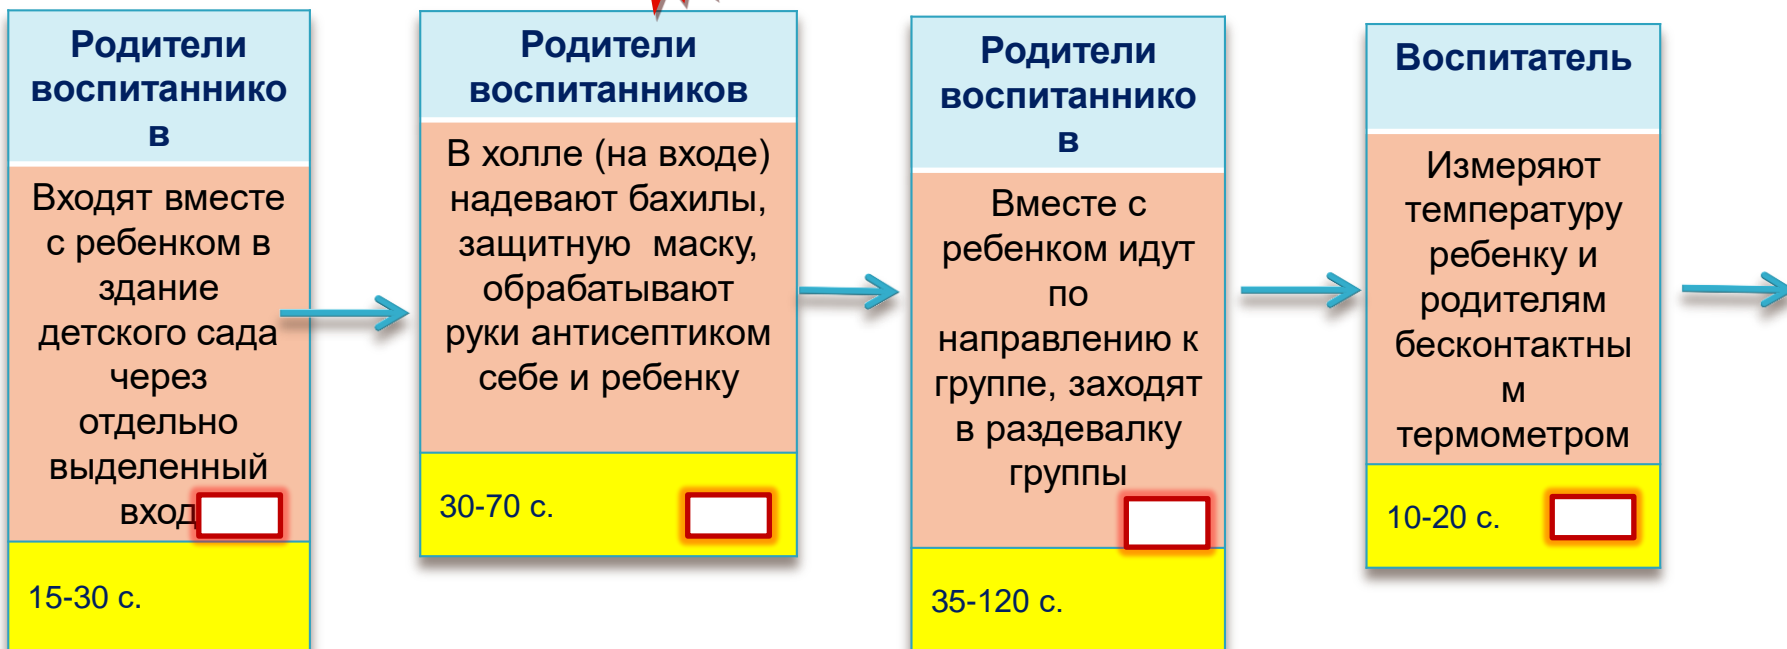 Родители
воспитаннико
в
Входят вместе
с ребенком в
здание
детского сада
через
отдельно
выделенный
вход
15-30 с.
Родители
воспитанников
В холле (на входе)
надевают бахилы,
защитную маску,
обрабатывают
руки антисептиком
себе и ребенку
30-70 с.
Родители
воспитаннико
в
Вместе с
ребенком идут
по
направлению к
группе, заходят
в раздевалку
группы
35-120 с.
Воспитатель
Измеряют
температуру
ребенку и
родителям
бесконтактны
м
термометром
10-20 с.